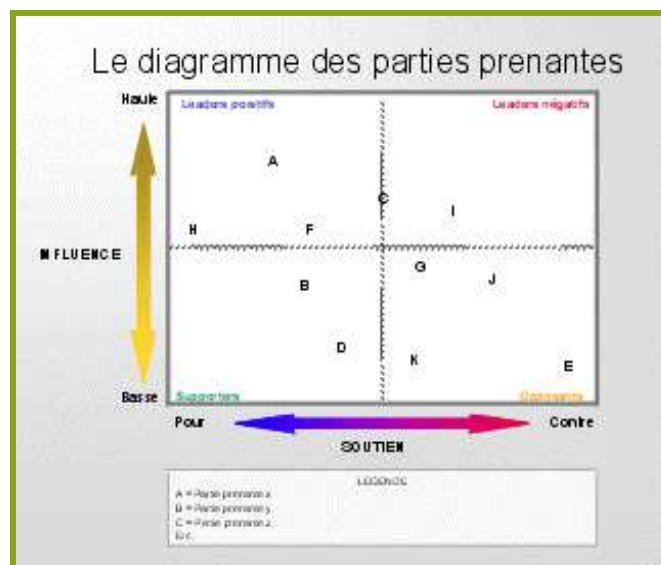 Le diagramme des parties prenantes
Haute
Leaders positifs
Leaders négatifs
A
C
I
H
F
INFLUENCE
G
B
J
D
K
E
Basse
Supporters
Opposants
Pour
Contre
SOUTIEN
LEGENDE
A = Partie prenante x
B = Partie prenante y
C = Partie prenante z
Etc.